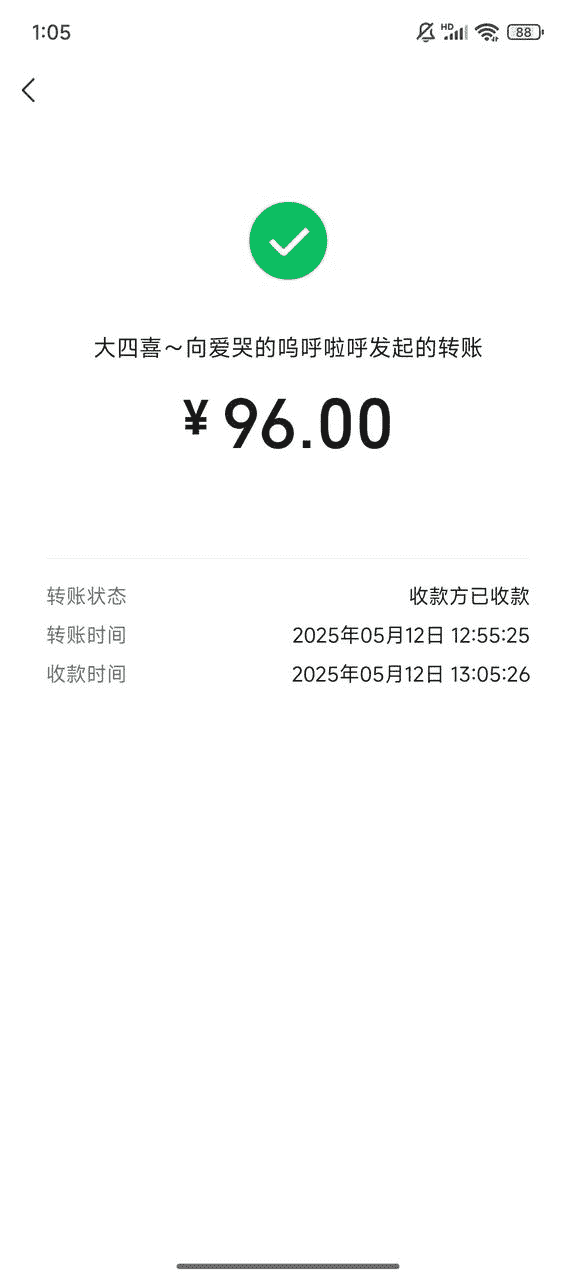 1:05
HD
88
大四喜～向爱哭的呜呼啦呼发起的转账
¥96.00
转账状态 收款方已收款
转账时间 2025年05月12日 12:55:25
收款时间 2025年05月12日 13:05:26